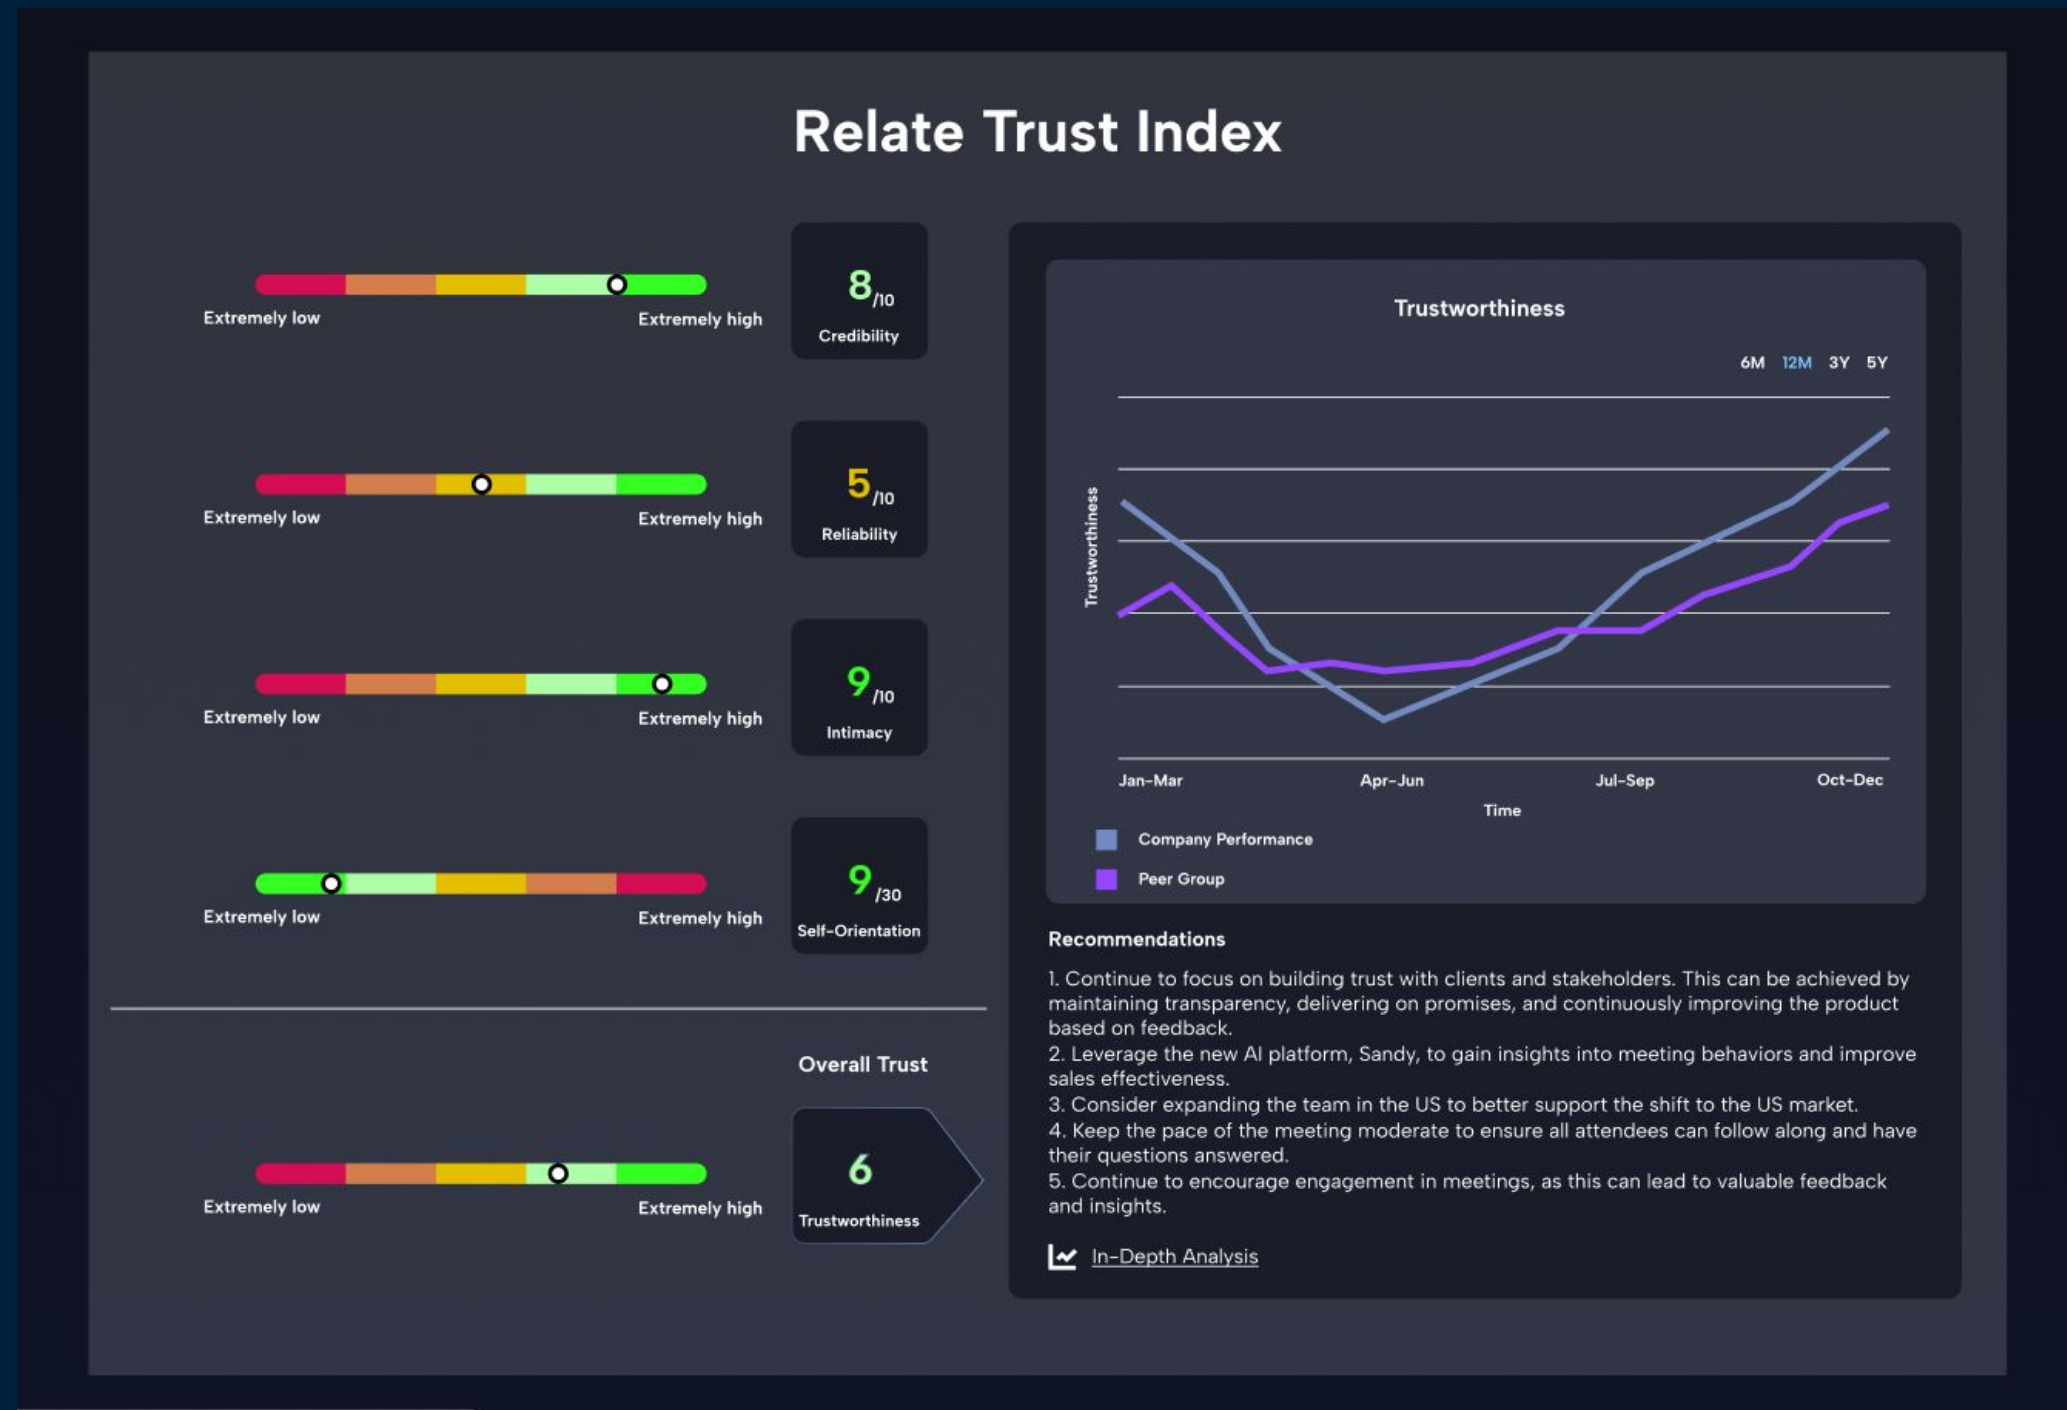 Relate Trust Index
Extremely low
Extremely high
8/10
Credibility
Extremely low
Extremely high
5/10
Reliability
Extremely low
Extremely high
9/10
Intimacy
Extremely low
Extremely high
9/30
Self-Orientation
Overall Trust
Extremely low
Extremely high
6
Trustworthiness
Trustworthiness
6M 12M 3Y 5Y
Trustworthiness
Jan-Mar Apr-Jun Jul-Sep Oct-Dec
Time
Company Performance
Peer Group
Recommendations
1. Continue to focus on building trust with clients and stakeholders. This can be achieved by
maintaining transparency, delivering on promises, and continuously improving the product
based on feedback.
2. Leverage the new AI platform, Sandy, to gain insights into meeting behaviors and improve
sales effectiveness.
3. Consider expanding the team in the US to better support the shift to the US market.
4. Keep the pace of the meeting moderate to ensure all attendees can follow along and have
their questions answered.
5. Continue to encourage engagement in meetings, as this can lead to valuable feedback
and insights.
In-Depth Analysis